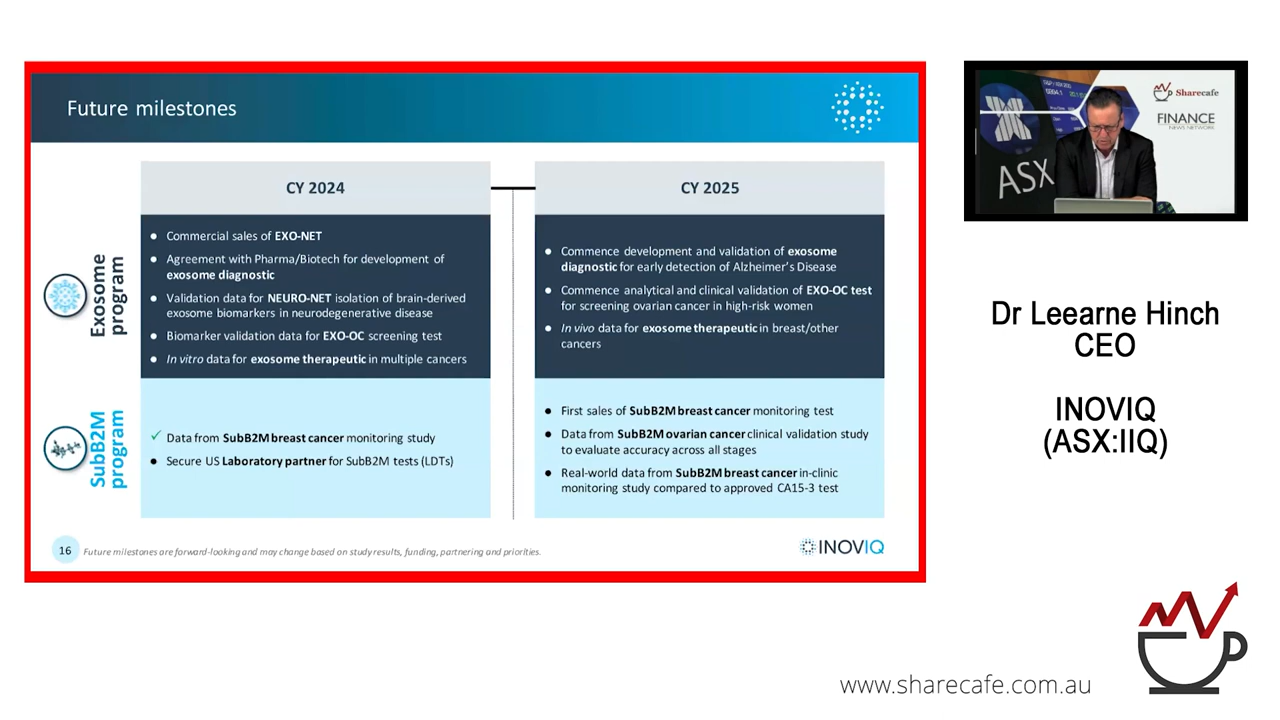 Future milestones
CY 2024
CY 2025
Exosome
program
Commercial sales of EXO-NET
Agreement with Pharma/Biotech for development of
exosome diagnostic
Validation data for NEURO-NET isolation of brain-derived
exosome biomarkers in neurodegenerative disease
Biomarker validation data for EXO-OC screening test
In vitro data for exosome therapeutic in multiple cancers
Commence development and validation of exosome
diagnostic for early detection of Alzheimer's Disease
Commence analytical and clinical validation of EXO-OC test
for screening ovarian cancer in high-risk women
In vivo data for exosome therapeutic in breast/other
cancers
SubB2M
program
Data from SubB2M breast cancer monitoring study
Secure US Laboratory partner for SubB2M tests (LDTs)
First sales of SubB2M breast cancer monitoring test
Data from SubB2M ovarian cancer clinical validation study
to evaluate accuracy across all stages
Real-world data from SubB2M breast cancer in-clinic
monitoring study compared to approved CA15-3 test
16
Future milestones are forward-looking and may change based on study results, funding, partnering and priorities.
INOVIQ
Sharecafe
FINANCE
NEWS NETWORK
ASX
Dr Leearne Hinch
CEO
INOVIQ
(ASX:IIQ)
www.sharecafe.com.au